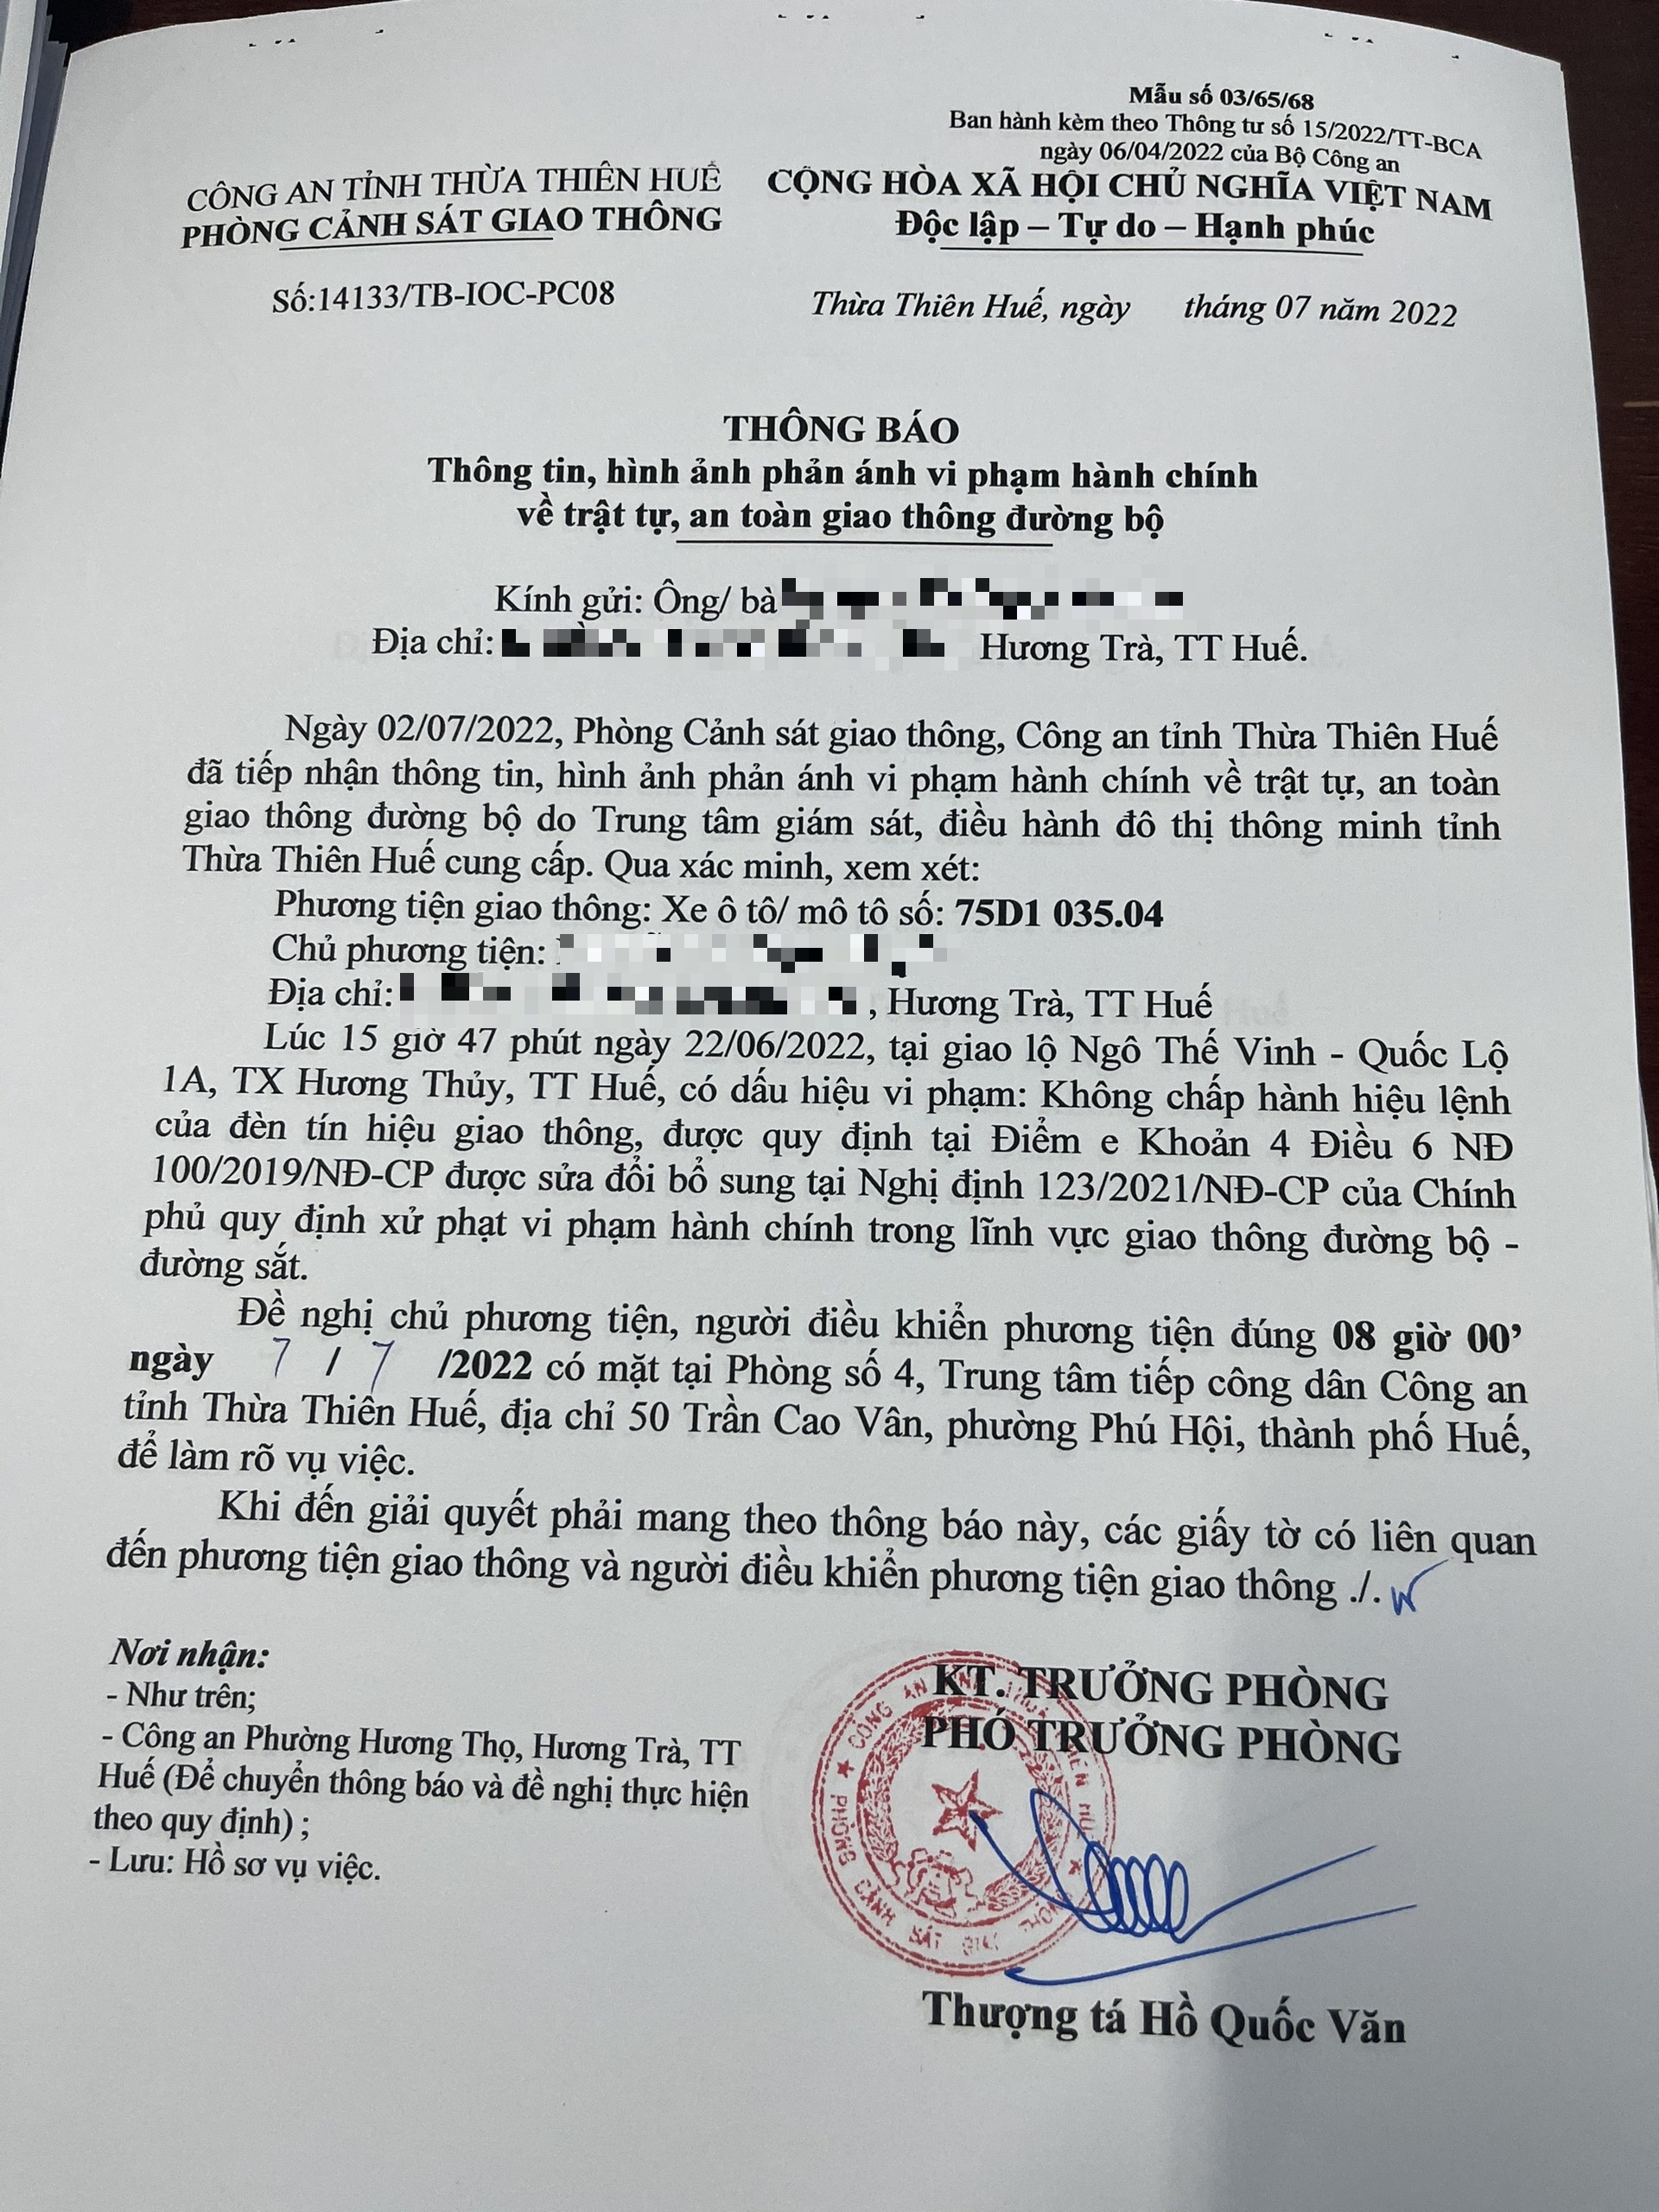 Mẫu số 03/65/68
Ban hành kèm theo Thông tư số 15/2022/TT-BCA
ngày 06/04/2022 của Bộ Công an
CÔNG AN TỈNH THỪA THIÊN HUẾ
PHÒNG CẢNH SÁT GIAO THÔNG
CỘNG HÒA XÃ HỘI CHỦ NGHĨA VIỆT NAM
Độc lập – Tự do – Hạnh phúc
Số:14133/TB-IOC-PC08
Thừa Thiên Huế, ngày tháng 07 năm 2022
THÔNG BÁO
Thông tin, hình ảnh phản ánh vi phạm hành chính
về trật tự, an toàn giao thông đường bộ
Kính gửi: Ông/ bà
Địa chỉ: Hương Trà, TT Huế.
Ngày 02/07/2022, Phòng Cảnh sát giao thông, Công an tỉnh Thừa Thiên Huế
đã tiếp nhận thông tin, hình ảnh phản ánh vi phạm hành chính về trật tự, an toàn
giao thông đường bộ do Trung tâm giám sát, điều hành đô thị thông minh tỉnh
Thừa Thiên Huế cung cấp. Qua xác minh, xem xét:
Phương tiện giao thông: Xe ô tô/ mô tô số: 75D1 035.04
Chủ phương tiện:
Địa chỉ: , Hương Trà, TT Huế
Lúc 15 giờ 47 phút ngày 22/06/2022, tại giao lộ Ngô Thế Vinh - Quốc Lộ
1A, TX Hương Thủy, TT Huế, có dấu hiệu vi phạm: Không chấp hành hiệu lệnh
của đèn tín hiệu giao thông, được quy định tại Điểm e Khoản 4 Điều 6 NĐ
100/2019/NĐ-CP được sửa đổi bổ sung tại Nghị định 123/2021/NĐ-CP của Chính
phủ quy định xử phạt vi phạm hành chính trong lĩnh vực giao thông đường bộ -
đường sắt.
Đề nghị chủ phương tiện, người điều khiển phương tiện đúng 08 giờ 00’
ngày 7 / 7 /2022 có mặt tại Phòng số 4, Trung tâm tiếp công dân Công an
tỉnh Thừa Thiên Huế, địa chỉ 50 Trần Cao Vân, phường Phú Hội, thành phố Huế,
để làm rõ vụ việc.
Khi đến giải quyết phải mang theo thông báo này, các giấy tờ có liên quan
đến phương tiện giao thông và người điều khiển phương tiện giao thông ./.
Nơi nhận:
- Như trên;
- Công an Phường Hương Thọ, Hương Trà, TT
Huế (Để chuyển thông báo và đề nghị thực hiện
theo quy định) ;
- Lưu: Hồ sơ vụ việc.
KT. TRƯỞNG PHÒNG
PHÓ TRƯỞNG PHÒNG
Thượng tá Hồ Quốc Văn